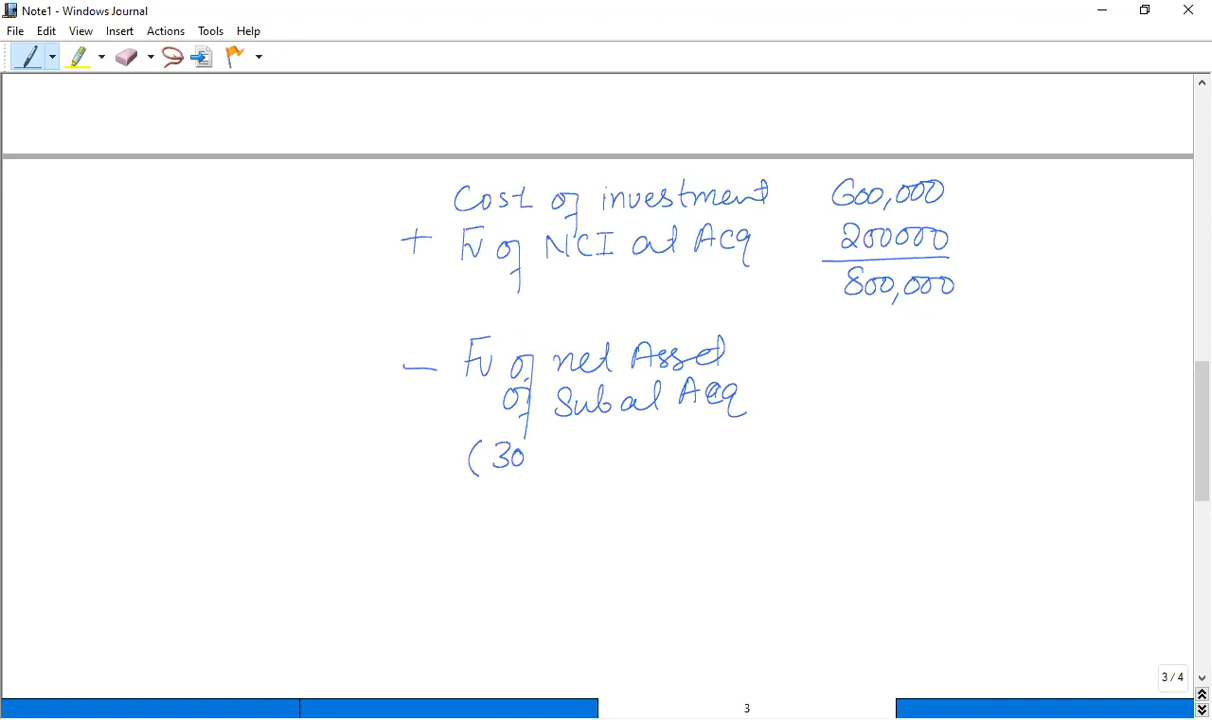 Note1 - Windows Journal
File Edit View Insert Actions Tools Help
Cost of investment 600,000
+ Fv of NCI at Acq 200000
800,000
- Fv of net Asset
of Sub at Acq
(30
3 / 4
3